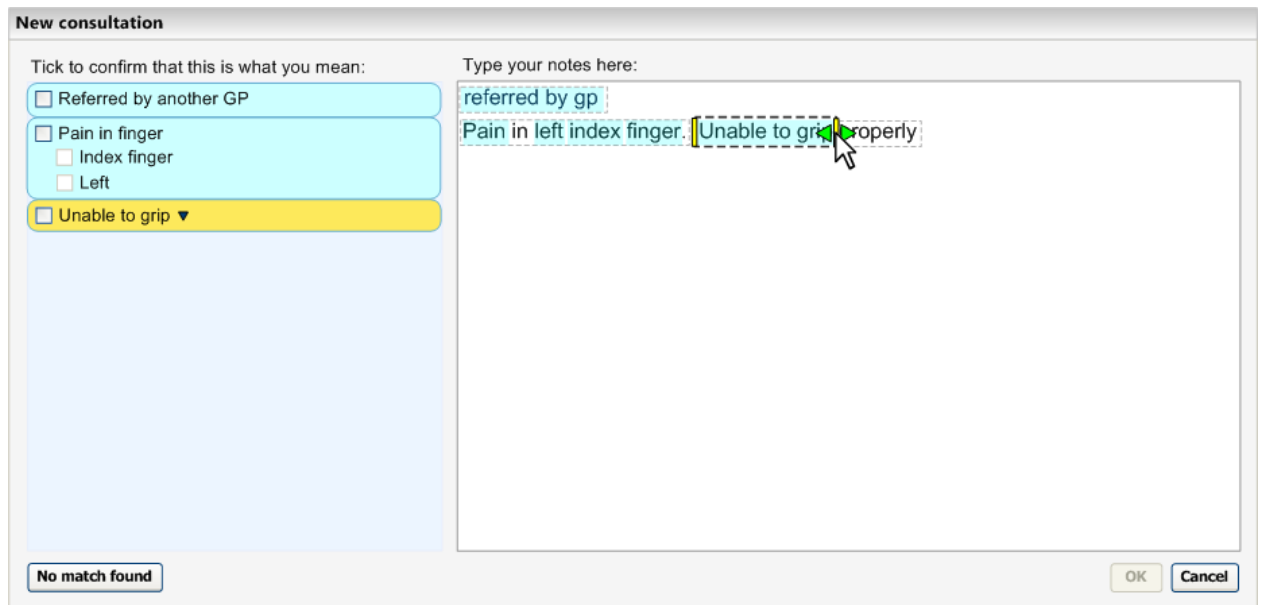 New consultation
Tick to confirm that this is what you mean:
Referred by another GP
Pain in finger
Index finger
Left
Unable to grip
Type your notes here:
referred by gp
Pain in left index finger. Unable to grip properly
No match found
OK
Cancel